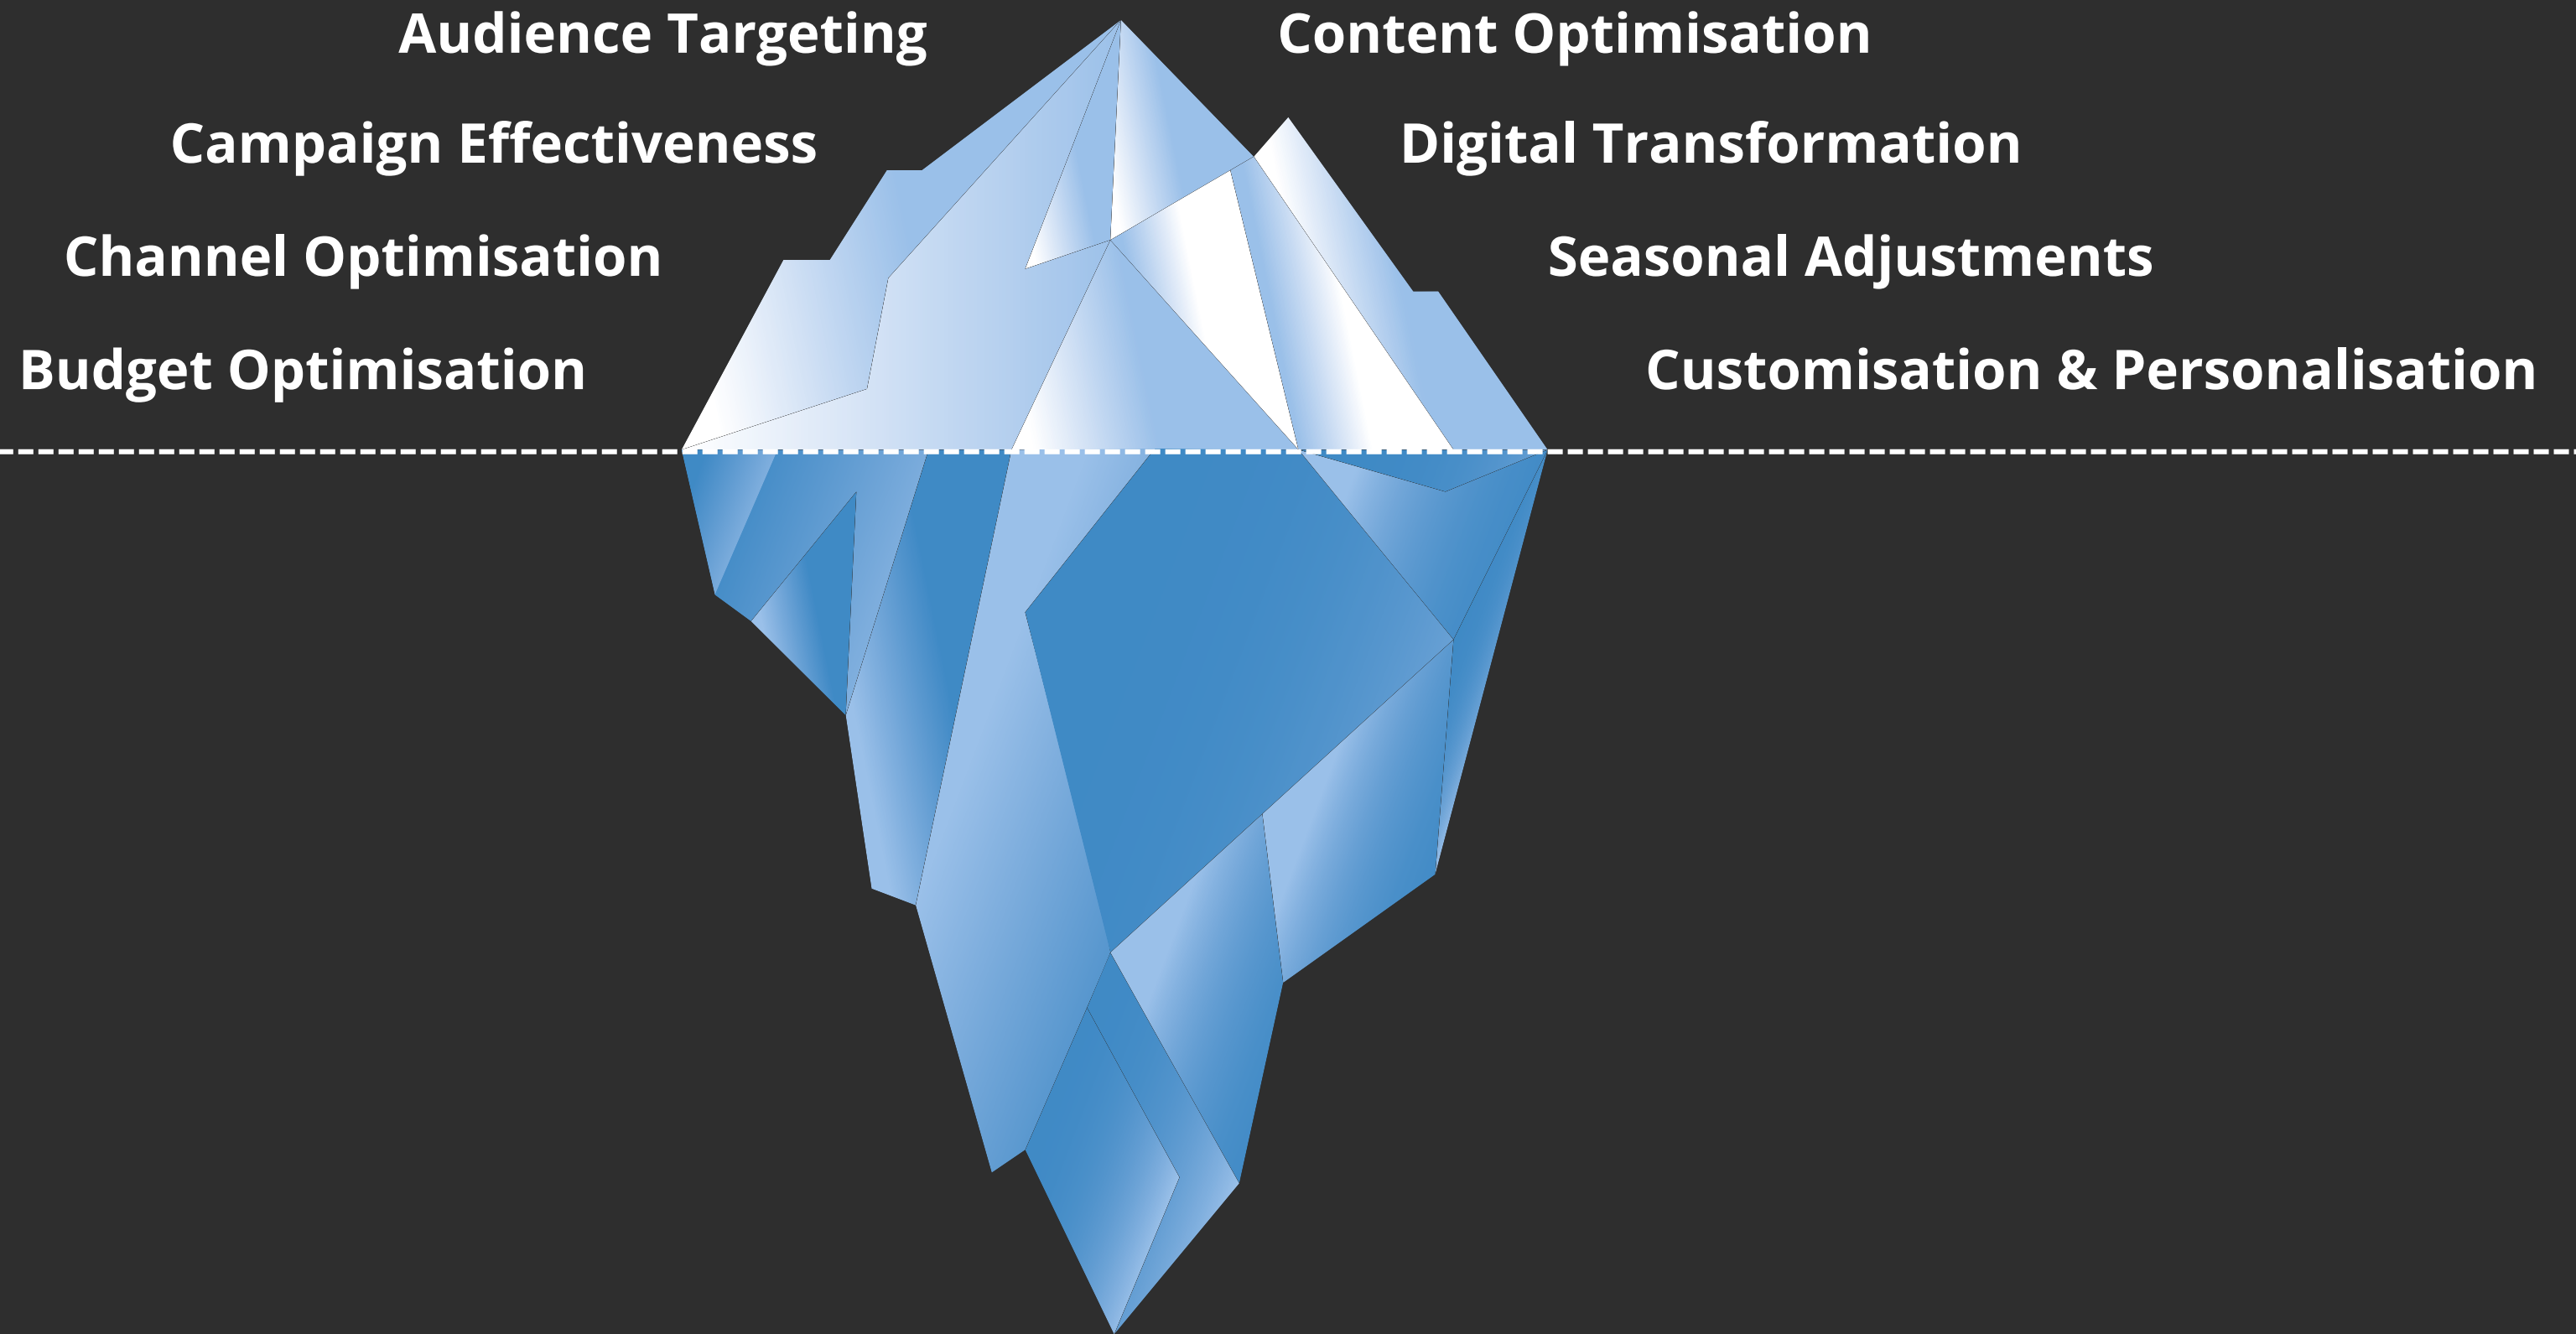 Audience Targeting
Content Optimisation
Campaign Effectiveness
Digital Transformation
Channel Optimisation
Seasonal Adjustments
Budget Optimisation
Customisation & Personalisation